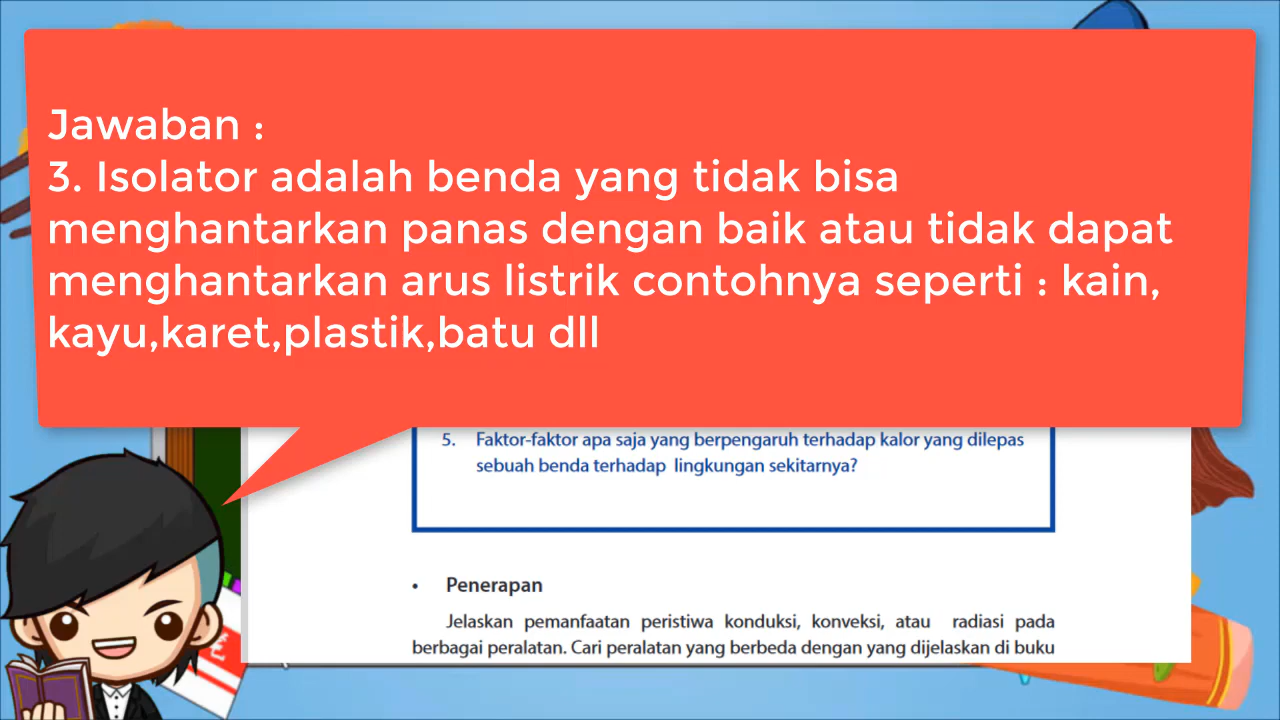 Jawaban :
3. Isolator adalah benda yang tidak bisa
menghantarkan panas dengan baik atau tidak dapat
menghantarkan arus listrik contohnya seperti : kain,
kayu,karet,plastik,batu dll
5. Faktor-faktor apa saja yang berpengaruh terhadap kalor yang dilepas
sebuah benda terhadap lingkungan sekitarnya?
• Penerapan
Jelaskan pemanfaatan peristiwa konduksi, konveksi, atau radiasi pada
berbagai peralatan. Cari peralatan yang berbeda dengan yang dijelaskan di buku